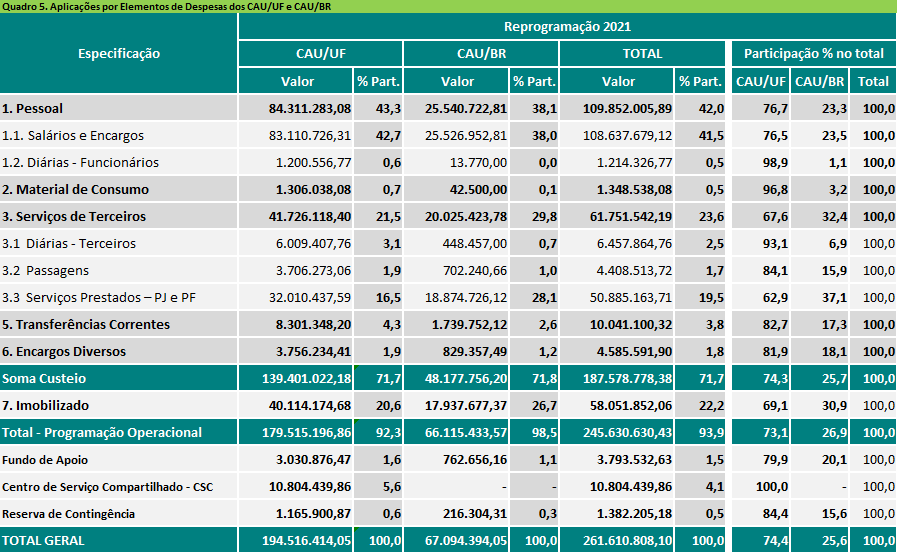 Quadro 5. Aplicações por Elementos de Despesas dos CAU/UF e CAU/BR
Especificação
Reprogramação 2021
CAU/UF CAU/BR TOTAL Participação % no total
Valor % Part. Valor % Part. Valor % Part. CAU/UF CAU/BR Total
1. Pessoal 84.311.283,08 43,3 25.540.722,81 38,1 109.852.005,89 42,0 76,7 23,3 100,0
1.1. Salários e Encargos 83.110.726,31 42,7 25.526.952,81 38,0 108.637.679,12 41,5 76,5 23,5 100,0
1.2. Diárias - Funcionários 1.200.556,77 0,6 13.770,00 0,0 1.214.326,77 0,5 98,9 1,1 100,0
2. Material de Consumo 1.306.038,08 0,7 42.500,00 0,1 1.348.538,08 0,5 96,8 3,2 100,0
3. Serviços de Terceiros 41.726.118,40 21,5 20.025.423,78 29,8 61.751.542,19 23,6 67,6 32,4 100,0
3.1 Diárias - Terceiros 6.009.407,76 3,1 448.457,00 0,7 6.457.864,76 2,5 93,1 6,9 100,0
3.2 Passagens 3.706.273,06 1,9 702.240,66 1,0 4.408.513,72 1,7 84,1 15,9 100,0
3.3 Serviços Prestados – PJ e PF 32.010.437,59 16,5 18.874.726,12 28,1 50.885.163,71 19,5 62,9 37,1 100,0
5. Transferências Correntes 8.301.348,20 4,3 1.739.752,12 2,6 10.041.100,32 3,8 82,7 17,3 100,0
6. Encargos Diversos 3.756.234,41 1,9 829.357,49 1,2 4.585.591,90 1,8 81,9 18,1 100,0
Soma Custeio 139.401.022,18 71,7 48.177.756,20 71,8 187.578.778,38 71,7 74,3 25,7 100,0
7. Imobilizado 40.114.174,68 20,6 17.937.677,37 26,7 58.051.852,06 22,2 69,1 30,9 100,0
Total - Programação Operacional 179.515.196,86 92,3 66.115.433,57 98,5 245.630.630,43 93,9 73,1 26,9 100,0
Fundo de Apoio 3.030.876,47 1,6 762.656,16 1,1 3.793.532,63 1,5 79,9 20,1 100,0
Centro de Serviço Compartilhado - CSC 10.804.439,86 5,6 - - 10.804.439,86 4,1 100,0 - 100,0
Reserva de Contingência 1.165.900,87 0,6 216.304,31 0,3 1.382.205,18 0,5 84,4 15,6 100,0
TOTAL GERAL 194.516.414,05 100,0 67.094.394,05 100,0 261.610.808,10 100,0 74,4 25,6 100,0